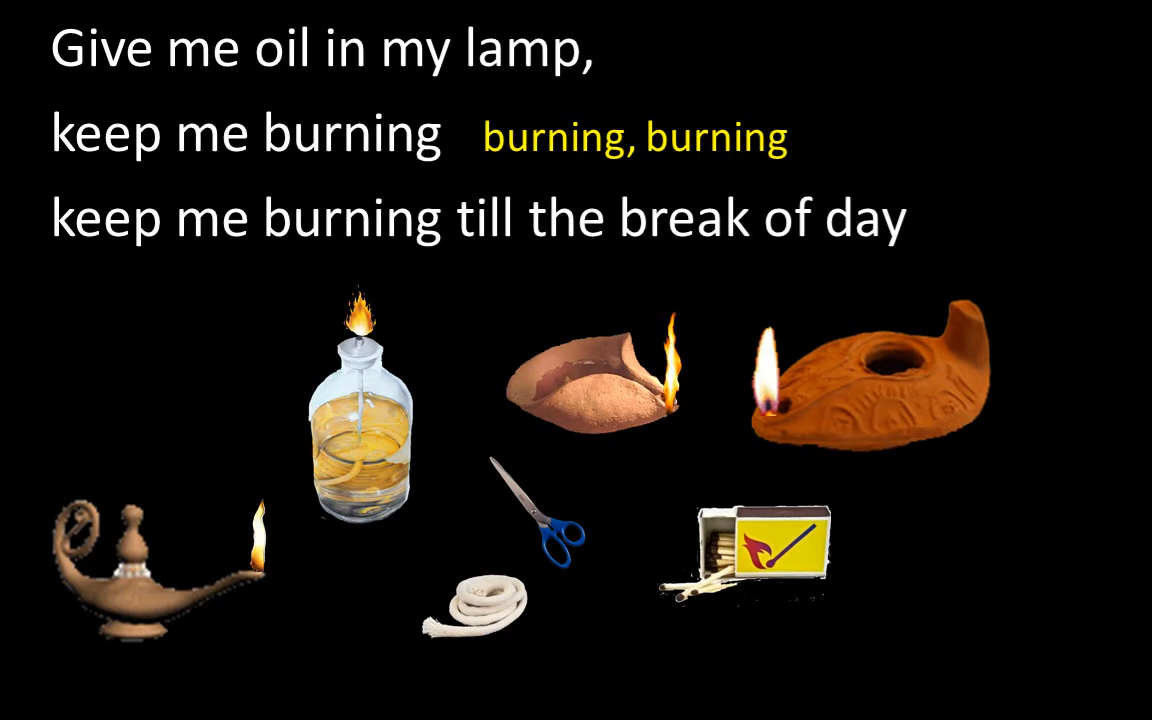 Give me oil in my lamp,
keep me burning burning, burning
keep me burning till the break of day